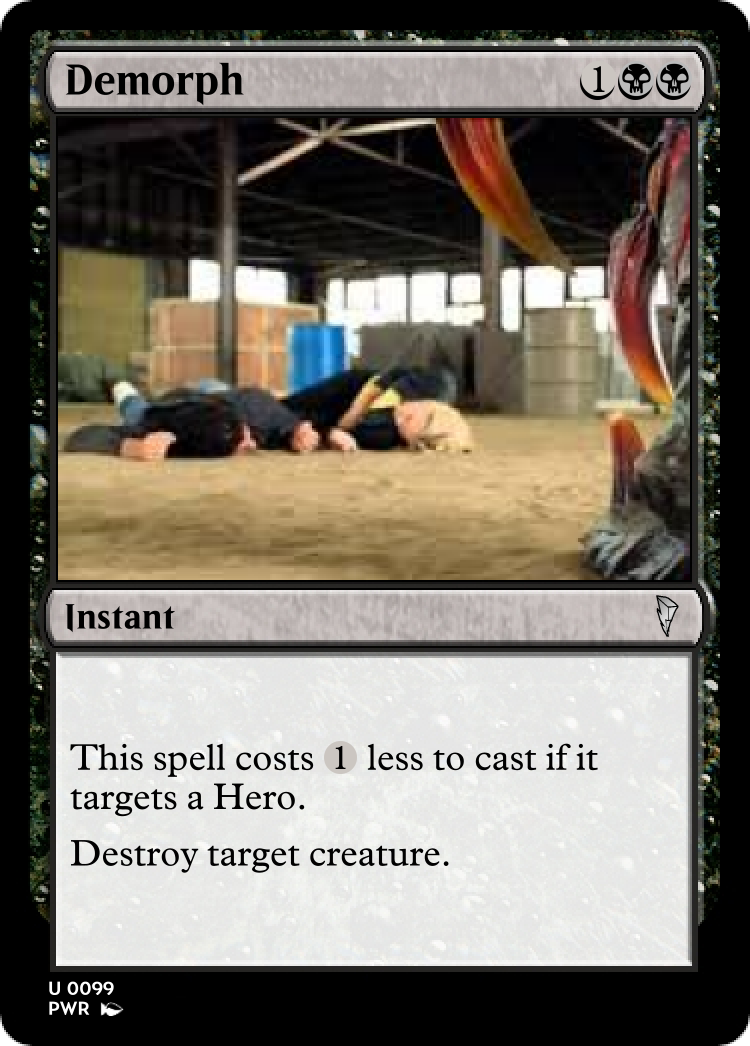 Demorph 1
Instant
This spell costs 1 less to cast if it
targets a Hero.
Destroy target creature.
U 0099
PWR